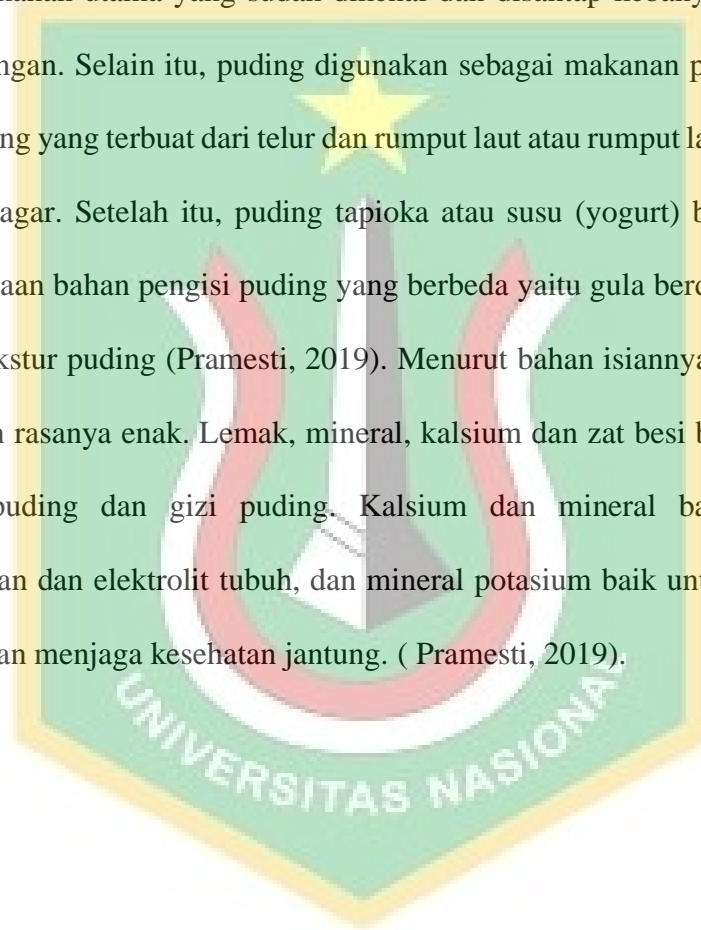 utama yang sudah dikenal dan disantap
ngan. Selain itu, puding digunakan sebagai makanan p
ng yang terbuat dari telur dan rumput laut atau rumput la
agar. Setelah itu, puding tapioka atau susu (yogurt) b
aan bahan pengisi puding yang berbeda yaitu gula berd
kstur puding (Pramesti, 2019). Menurut bahan isiannya
n rasanya enak. Lemak, mineral, kalsium dan zat besi b
puding dan gizi puding. Kalsium dan mineral ba
an dan elektrolit tubuh, dan mineral potasium baik unt
an menjaga kesehatan jantung. ( Pramesti, 2019).
UNIVERSITAS NASIONAL